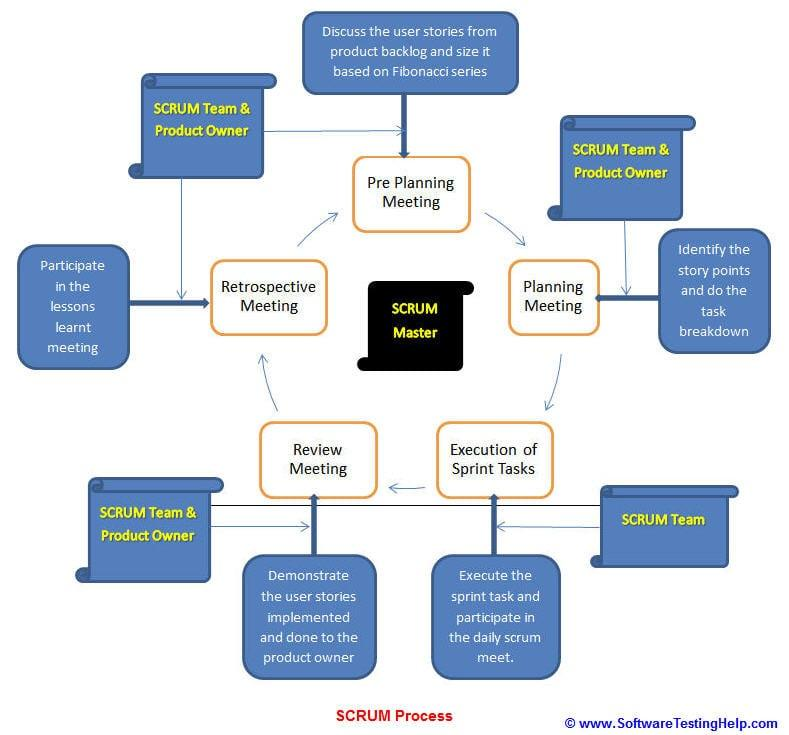 Discuss the user stories from
product backlog and size it
based on Fibonacci series
SCRUM Team &
Product Owner
SCRUM Team &
Product Owner
Pre Planning
Meeting
Participate
in the
lessons
learnt
meeting
Retrospective
Meeting
SCRUM
Master
Planning
Meeting
Identify the
story points
and do the
task
breakdown
Review
Meeting
Execution of
Sprint Tasks
SCRUM Team &
Product Owner
SCRUM Team
Demonstrate
the user stories
implemented
and done to the
product owner
Execute the
sprint task and
participate in
the daily scrum
meet.
SCRUM Process
© www.SoftwareTestingHelp.com